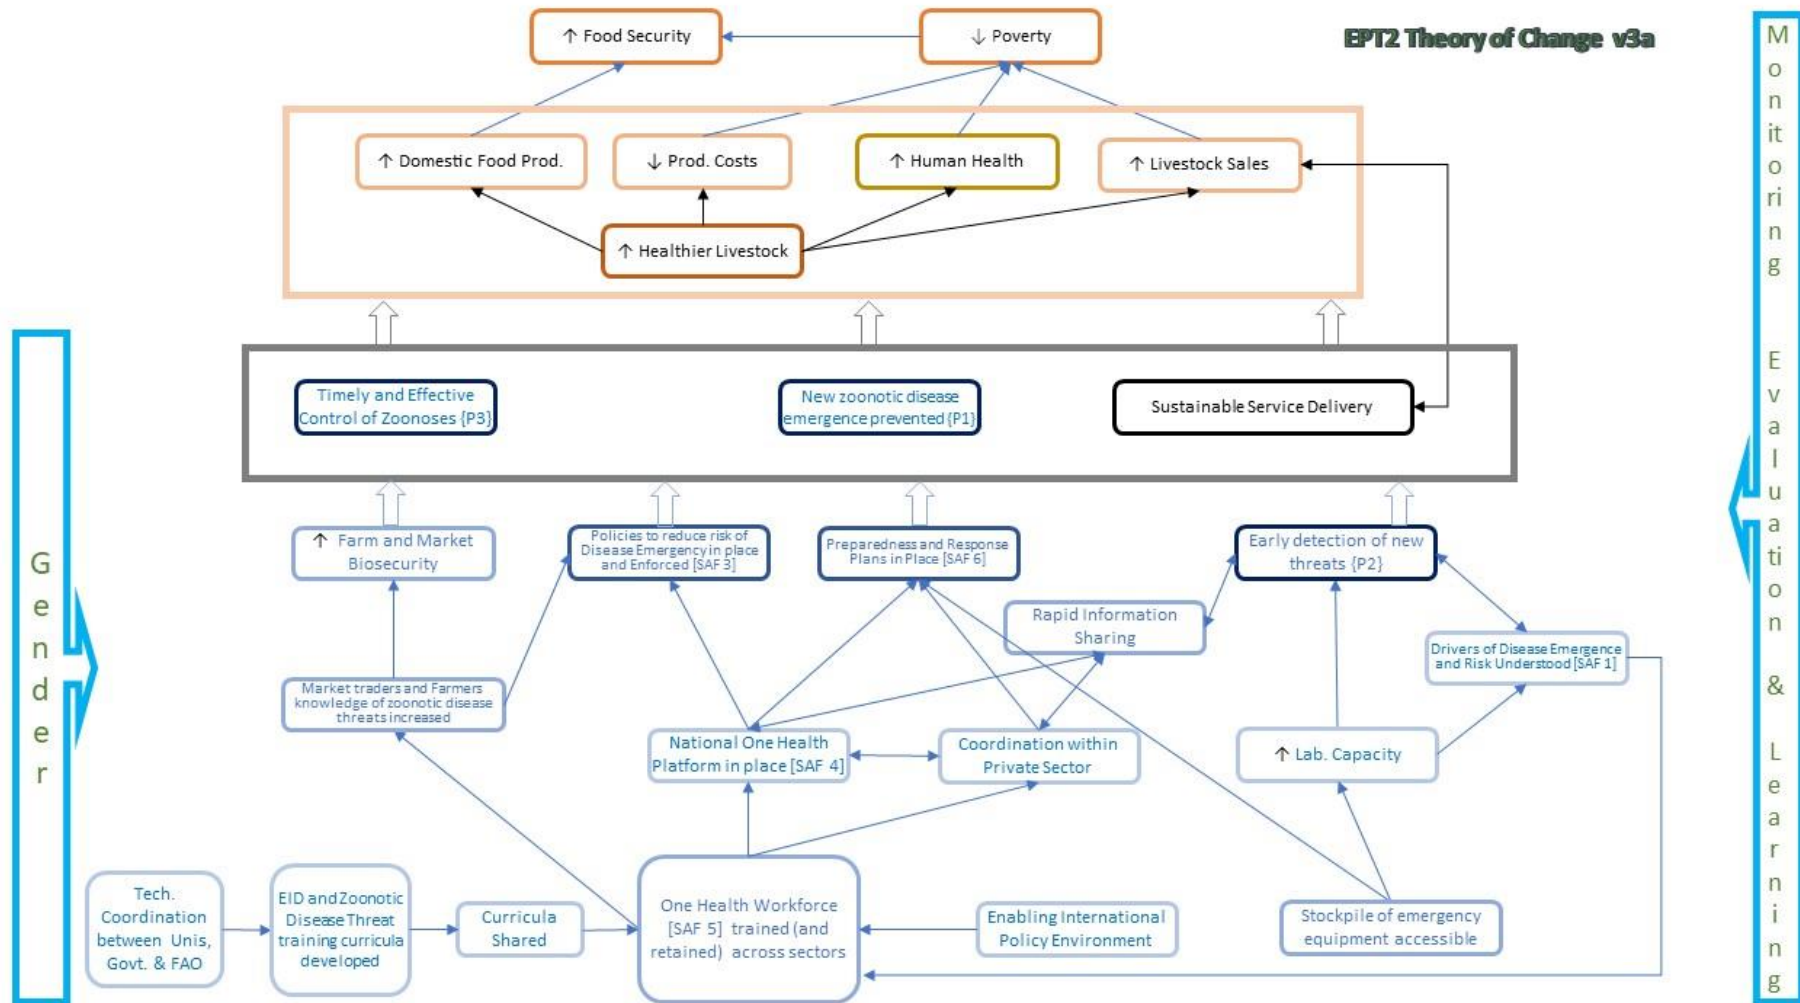 ↑ Food Security
↓ Poverty
EPT2 Theory of Change v3a
↑ Domestic Food Prod.
↓ Prod. Costs
↑ Human Health
↑ Livestock Sales
↑ Healthier Livestock
Timely and Effective
Control of Zoonoses {P3}
New zoonotic disease
emergence prevented {P1}
Sustainable Service Delivery
↑ Farm and Market
Biosecurity
Policies to reduce risk of
Disease Emergency in place
and Enforced [SAF 3]
Preparedness and Response
Plans in Place [SAF 6]
Early detection of new
threats {P2}
Rapid Information
Sharing
Drivers of Disease Emergence
and Risk Understood [SAF 1]
Market traders and Farmers
knowledge of zoonotic disease
threats increased
National One Health
Platform in place [SAF 4]
Coordination within
Private Sector
↑ Lab. Capacity
Tech.
Coordination
between Unis,
Govt. & FAO
EID and Zoonotic
Disease Threat
training curricula
developed
Curricula
Shared
One Health Workforce
[SAF 5] trained (and
retained) across sectors
Enabling International
Policy Environment
Stockpile of emergency
equipment accessible
Gender
Monitoring Evaluation & Learning